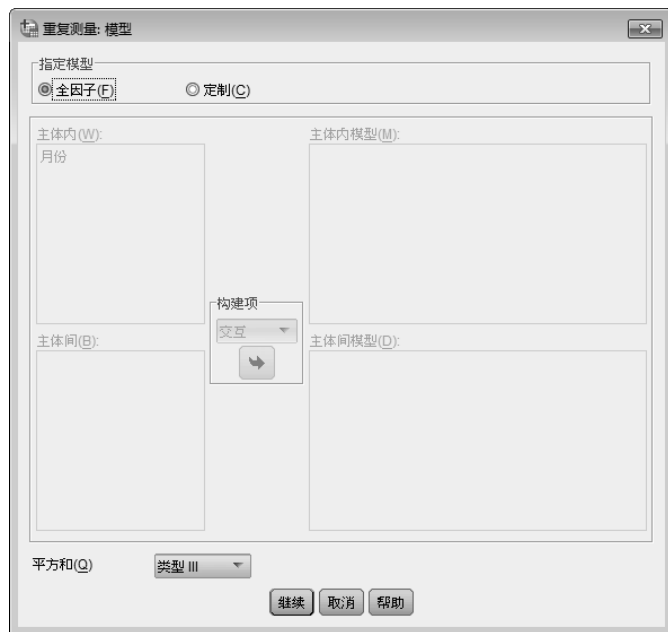 重复测量: 模型
指定模型
全因子(F)
定制(C)
主体内(W):
月份
主体内模型(M):
构建项
交互
主体间(B):
主体间模型(D):
平方和(Q)
类型 III
继续
取消
帮助